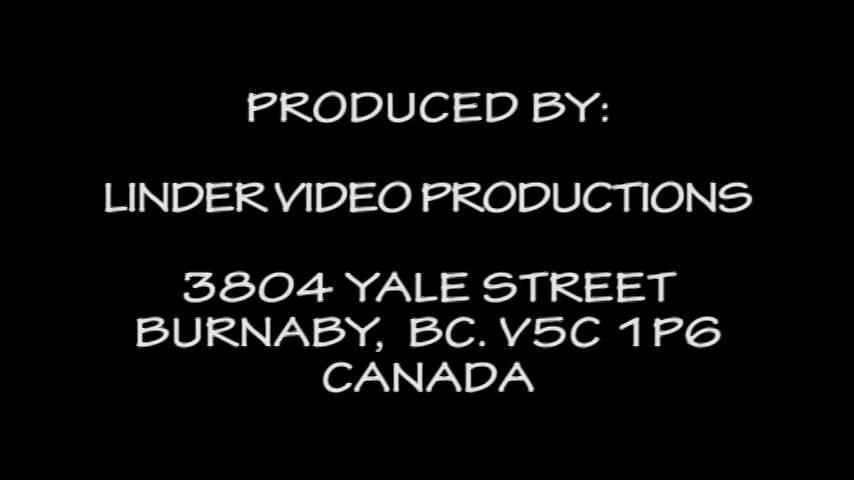 PRODUCED BY:
LINDER VIDEO PRODUCTIONS
3804 YALE STREET
BURNABY, BC. V5C 1P6
CANADA